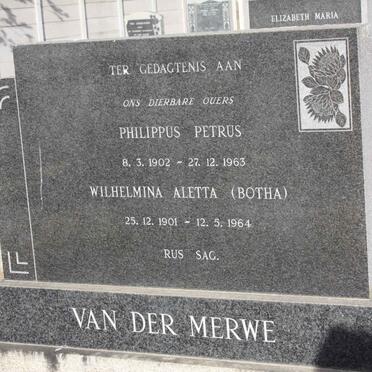 ELIZABETH MARIA
TER GEDAGTENIS AAN
ONS DIERBARE OUERS
PHILIPPUS PETRUS
8. 3. 1902 - 27. 12. 1963
WILHELMINA ALETTA (BOTHA)
25. 12. 1901 - 12. 5. 1964
RUS SAG.
VAN DER MERWE